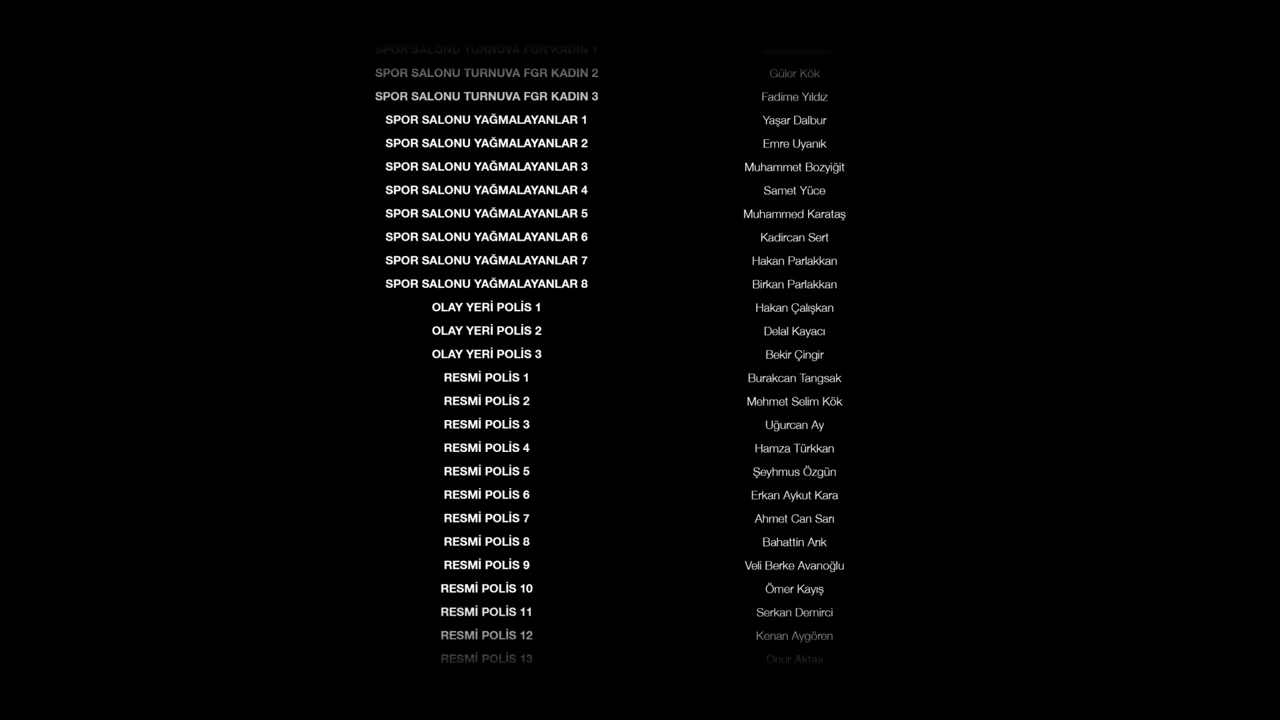 SPOR SALONU TURNUVA FGR KADIN 1
SPOR SALONU TURNUVA FGR KADIN 2 Güler Kök
SPOR SALONU TURNUVA FGR KADIN 3 Fadime Yıldız
SPOR SALONU YAĞMALAYANLAR 1 Yaşar Dalbur
SPOR SALONU YAĞMALAYANLAR 2 Emre Uyanık
SPOR SALONU YAĞMALAYANLAR 3 Muhammet Bozyiğit
SPOR SALONU YAĞMALAYANLAR 4 Samet Yüce
SPOR SALONU YAĞMALAYANLAR 5 Muhammed Karataş
SPOR SALONU YAĞMALAYANLAR 6 Kadircan Sert
SPOR SALONU YAĞMALAYANLAR 7 Hakan Parlakkan
SPOR SALONU YAĞMALAYANLAR 8 Birkan Parlakkan
OLAY YERİ POLİS 1 Hakan Çalışkan
OLAY YERİ POLİS 2 Delal Kayacı
OLAY YERİ POLİS 3 Bekir Çingir
RESMİ POLİS 1 Burakcan Tangsak
RESMİ POLİS 2 Mehmet Selim Kök
RESMİ POLİS 3 Uğurcan Ay
RESMİ POLİS 4 Hamza Türkkan
RESMİ POLİS 5 Şeyhmus Özgün
RESMİ POLİS 6 Erkan Aykut Kara
RESMİ POLİS 7 Ahmet Can Sarı
RESMİ POLİS 8 Bahattin Arık
RESMİ POLİS 9 Veli Berke Avanoğlu
RESMİ POLİS 10 Ömer Kayış
RESMİ POLİS 11 Serkan Demirci
RESMİ POLİS 12 Kenan Aygören
RESMİ POLİS 13 Onur Aktaş